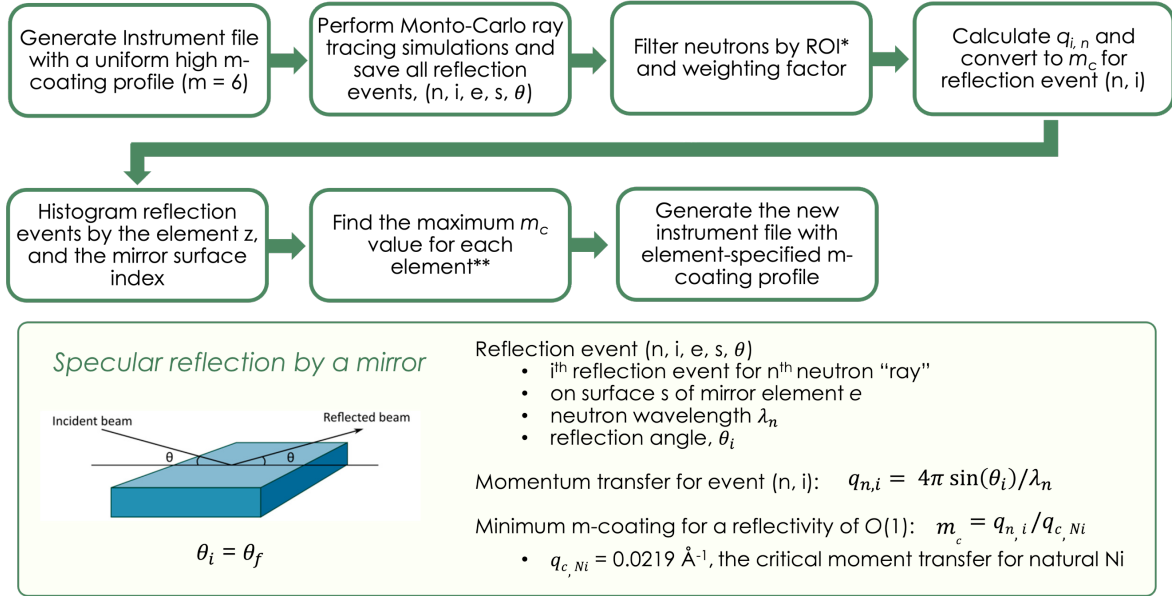 Generate Instrument file
with a uniform high m-
coating profile (m = 6)
Perform Monto-Carlo ray
tracing simulations and
save all reflection
events, (n, i, e, s, θ)
Filter neutrons by ROI*
and weighting factor
Calculate q_{i, n} and
convert to m_c for
reflection event (n, i)
Histogram reflection
events by the element z,
and the mirror surface
index
Find the maximum m_c
value for each
element**
Generate the new
instrument file with
element-specified m-
coating profile
Specular reflection by a mirror
Incident beam
Reflected beam
θ
θ
θ_i = θ_f
Reflection event (n, i, e, s, θ)
• i^{th} reflection event for n^{th} neutron “ray”
• on surface s of mirror element e
• neutron wavelength λ_n
• reflection angle, θ_i
Momentum transfer for event (n, i): q_{n,i} = 4π sin(θ_i)/λ_n
Minimum m-coating for a reflectivity of O(1): m_c = q_{n, i}/q_{c, Ni}
• q_{c, Ni} = 0.0219 Å^{-1}, the critical moment transfer for natural Ni